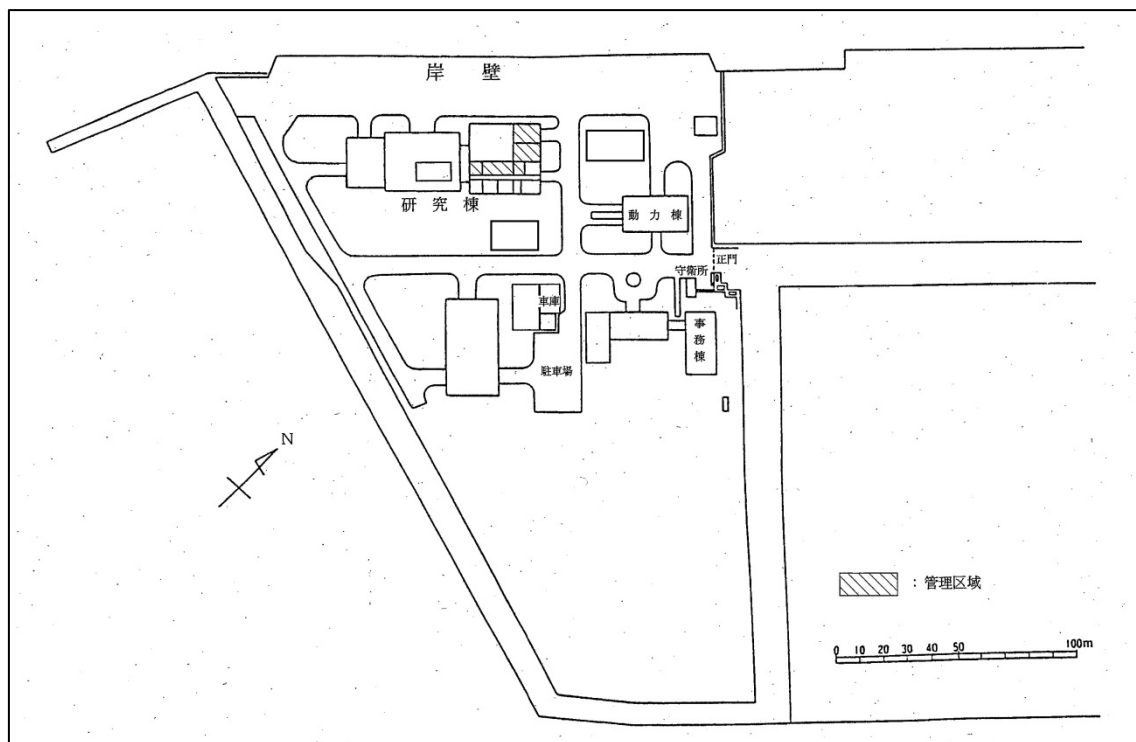 岸 壁
研 究 棟
動 力 棟
正門
守衛所
車庫
事務棟
駐車場
N
: 管理区域
0 10 20 30 40 50 100m